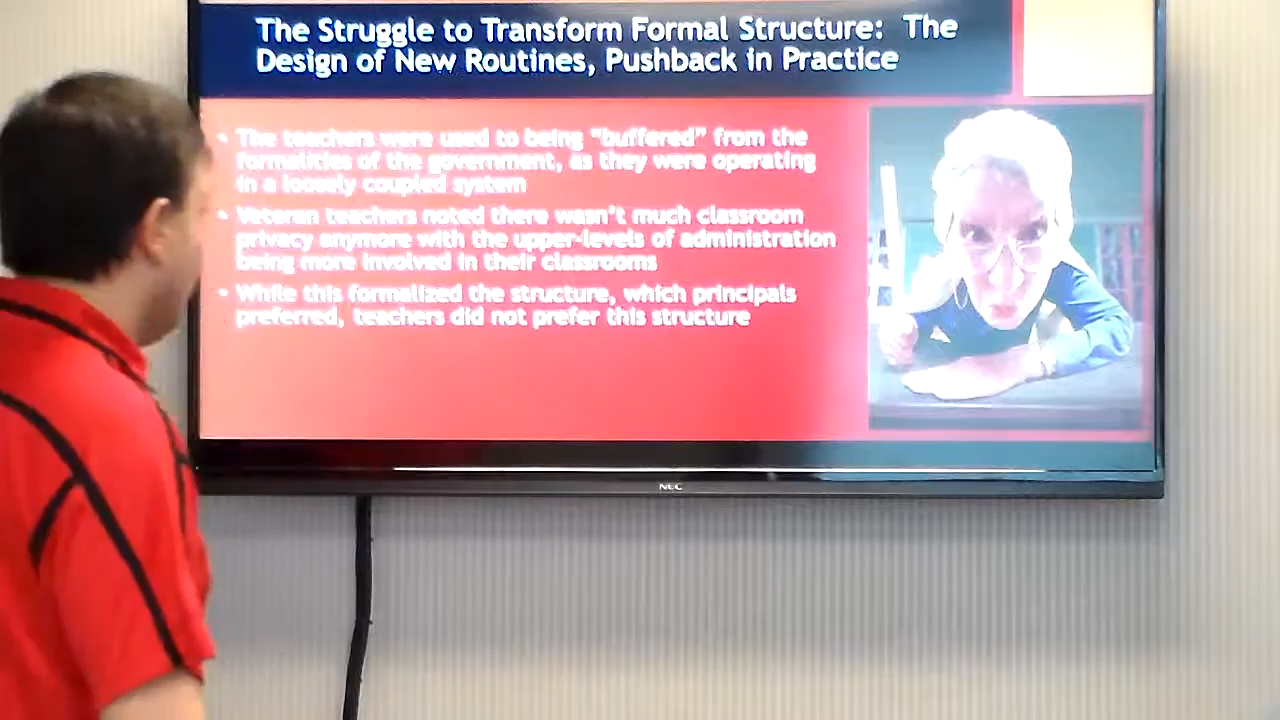 The Struggle to Transform Formal Structure: The
Design of New Routines, Pushback in Practice
• The teachers were used to being "buffered" from the
formalities of the government, as they were operating
in a loosely coupled system
• Veteran teachers noted there wasn't much classroom
privacy anymore with the upper-levels of administration
being more involved in their classrooms
• While this formalized the structure, which principals
preferred, teachers did not prefer this structure
NEC